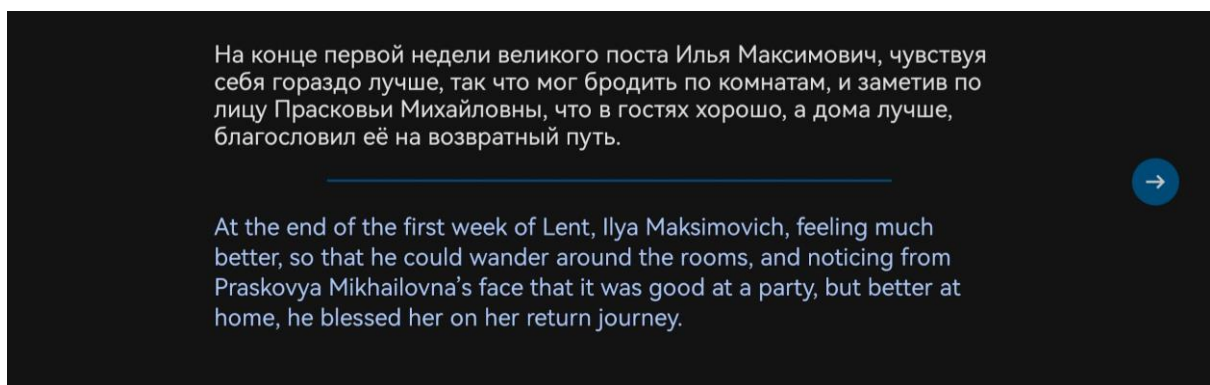 На конце первой недели великого поста Илья Максимович, чувствуя
себя гораздо лучше, так что мог бродить по комнатам, и заметив по
лицу Прасковьи Михайловны, что в гостях хорошо, а дома лучше,
благословил её на возвратный путь.
At the end of the first week of Lent, Ilya Maksimovich, feeling much
better, so that he could wander around the rooms, and noticing from
Praskovya Mikhailovna’s face that it was good at a party, but better at
home, he blessed her on her return journey.